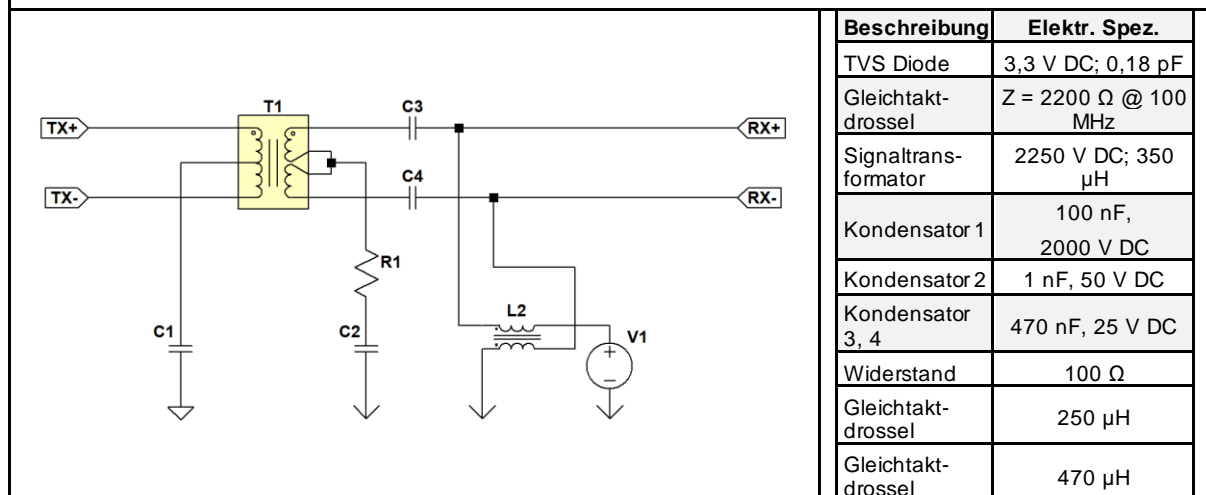 T1
C3
TX+
RX+
C4
TX-
RX-
R1
L2
C1
C2
V1
Beschreibung Elektr. Spez.
TVS Diode 3,3 V DC; 0,18 pF
Gleichtakt-
drossel
Z = 2200 Ω @ 100
MHz
Signaltrans-
formator
2250 V DC; 350
µH
Kondensator 1
100 nF,
2000 V DC
Kondensator 2 1 nF, 50 V DC
Kondensator
3, 4
470 nF, 25 V DC
Widerstand 100 Ω
Gleichtakt-
drossel
250 µH
Gleichtakt-
drossel
470 µH